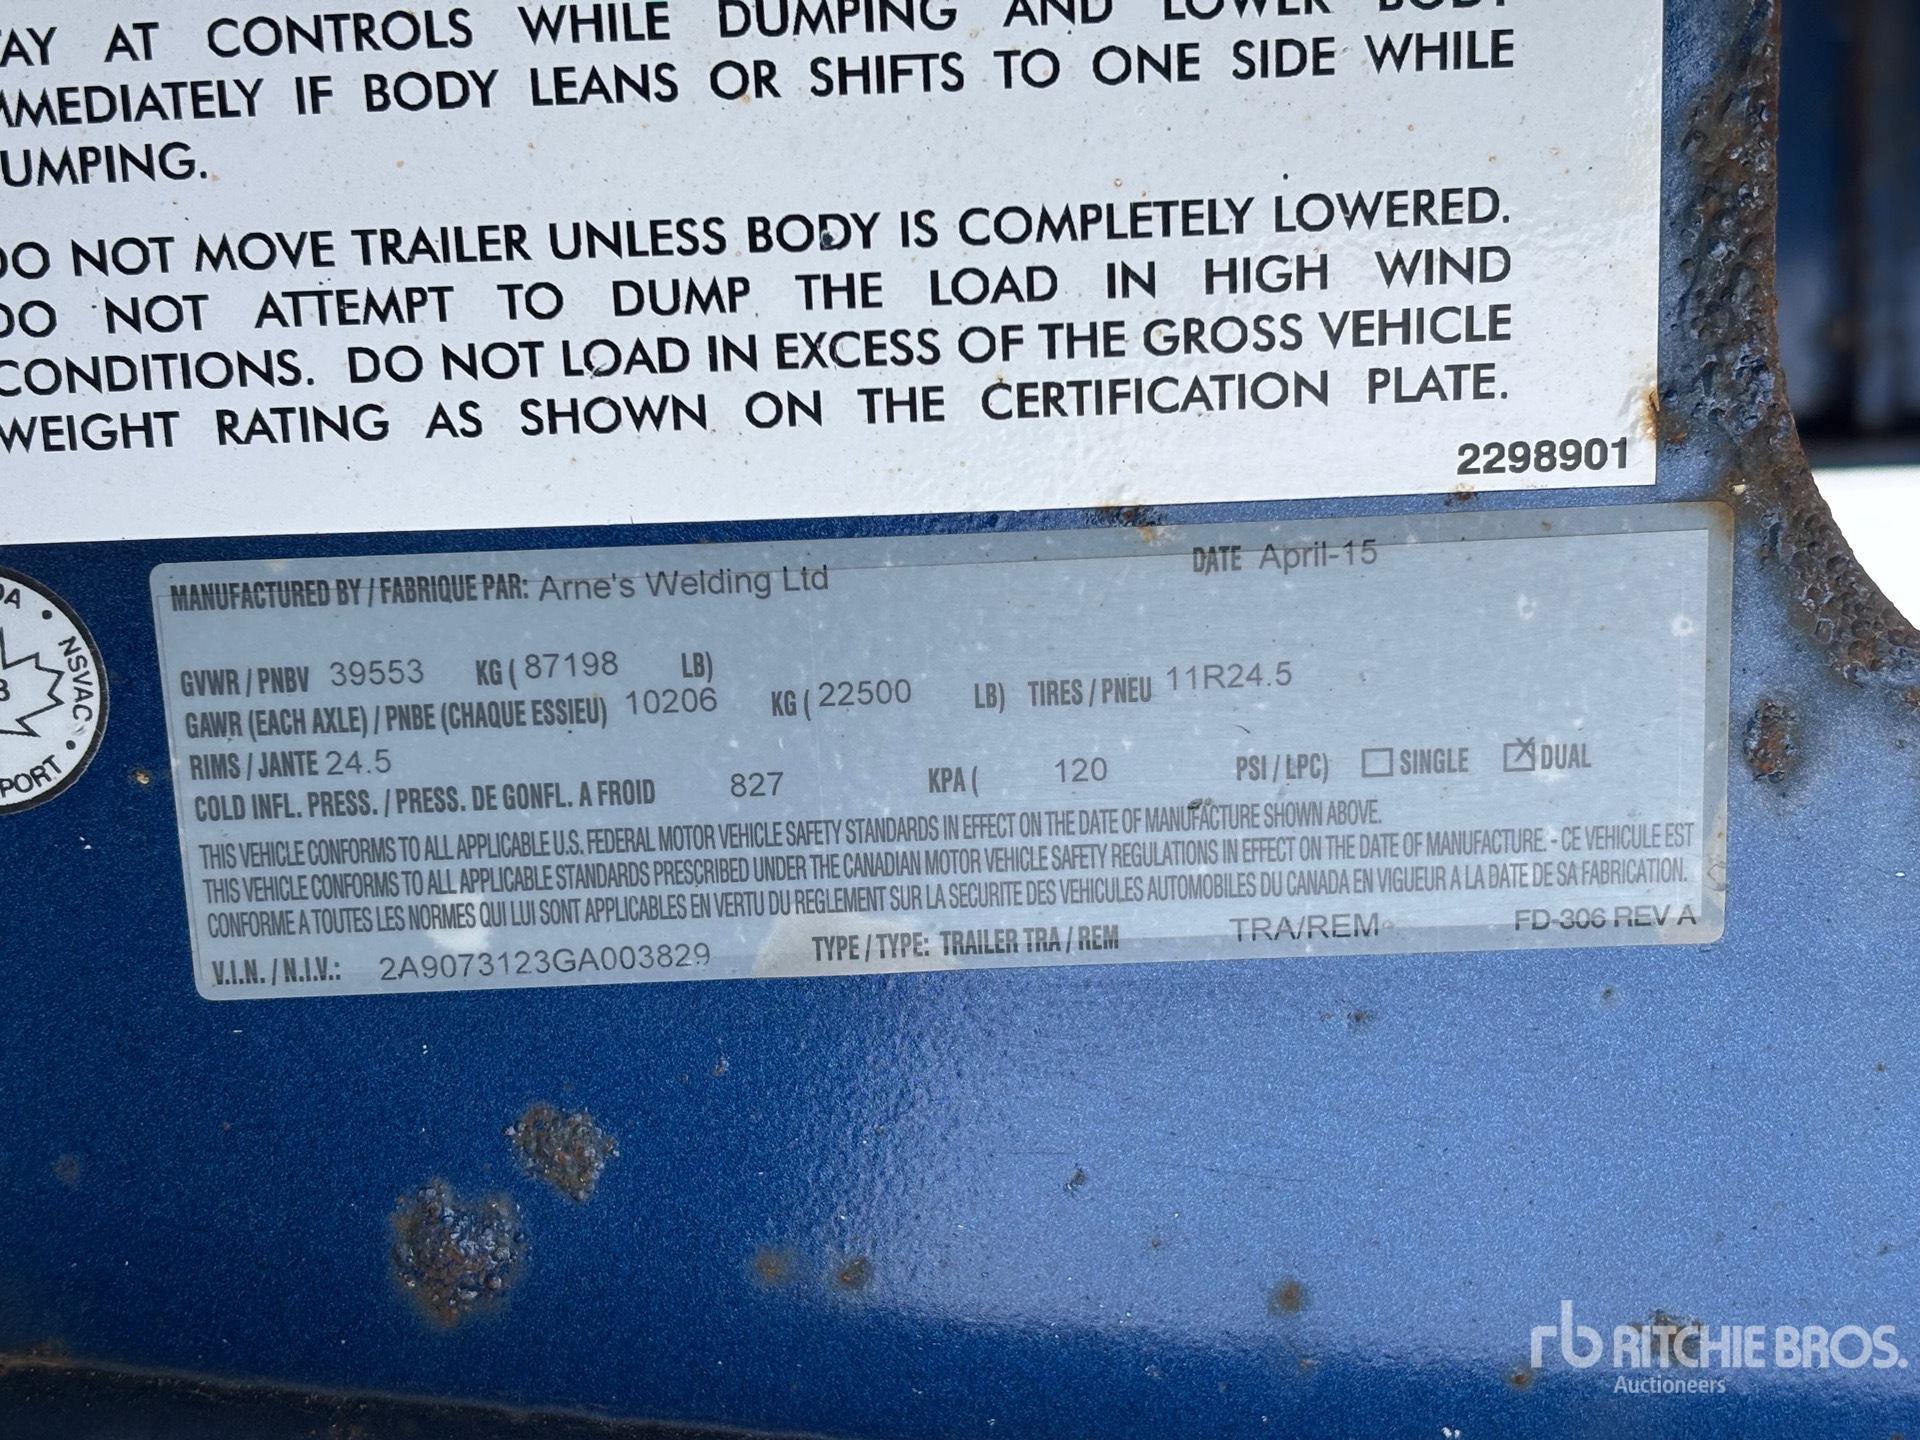 AY AT CONTROLS WHILE DUMPING AND LOWER BODY
MMEDIATELY IF BODY LEANS OR SHIFTS TO ONE SIDE WHILE
UMPING.
DO NOT MOVE TRAILER UNLESS BODY IS COMPLETELY LOWERED.
DO NOT ATTEMPT TO DUMP THE LOAD IN HIGH WIND
CONDITIONS. DO NOT LOAD IN EXCESS OF THE GROSS VEHICLE
WEIGHT RATING AS SHOWN ON THE CERTIFICATION PLATE.
2298901
DA • NSVAC • PORT
MANUFACTURED BY / FABRIQUE PAR: Arne's Welding Ltd DATE April-15
GVWR / PNBV 39553 KG ( 87198 LB)
GAWR (EACH AXLE) / PNBE (CHAQUE ESSIEU) 10206 KG ( 22500 LB) TIRES / PNEU 11R24.5
RIMS / JANTE 24.5
COLD INFL. PRESS. / PRESS. DE GONFL. A FROID 827 KPA ( 120 PSI / LPC) SINGLE X DUAL
THIS VEHICLE CONFORMS TO ALL APPLICABLE U.S. FEDERAL MOTOR VEHICLE SAFETY STANDARDS IN EFFECT ON THE DATE OF MANUFACTURE SHOWN ABOVE.
THIS VEHICLE CONFORMS TO ALL APPLICABLE STANDARDS PRESCRIBED UNDER THE CANADIAN MOTOR VEHICLE SAFETY REGULATIONS IN EFFECT ON THE DATE OF MANUFACTURE. - CE VEHICULE EST
CONFORME A TOUTES LES NORMES QUI LUI SONT APPLICABLES EN VERTU DU REGLEMENT SUR LA SECURITE DES VEHICULES AUTOMOBILES DU CANADA EN VIGUEUR A LA DATE DE SA FABRICATION.
V.I.N. / N.I.V.: 2A9073123GA003829 TYPE / TYPE: TRAILER TRA / REM TRA/REM FD-306 REV A
rb RITCHIE BROS.
Auctioneers